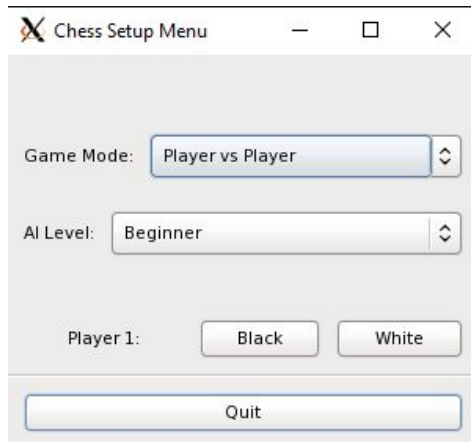 Chess Setup Menu
Game Mode: Player vs Player
AI Level: Beginner
Player 1: Black White
Quit